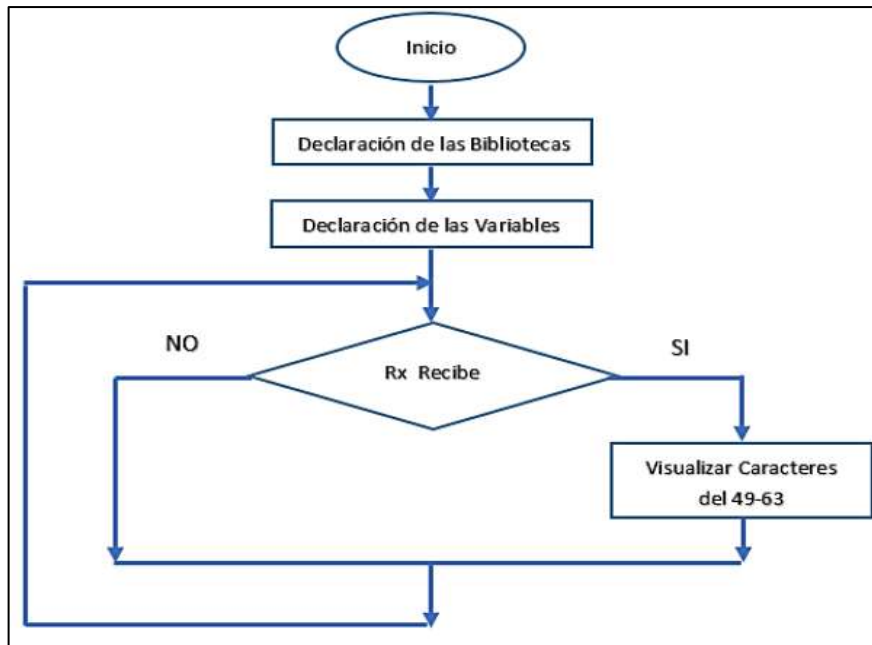 Inicio
Declaración de las Bibliotecas
Declaración de las Variables
NO
SI
Rx Recibe
Visualizar Caracteres
del 49-63